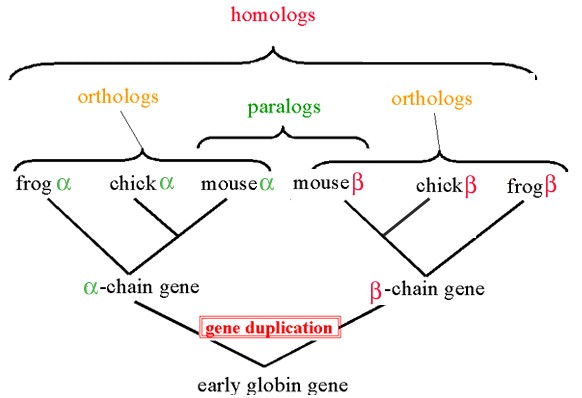 homologs
orthologs paralogs orthologs
frog α chick α mouse α mouse β chick β frog β
α-chain gene β-chain gene
gene duplication
early globin gene